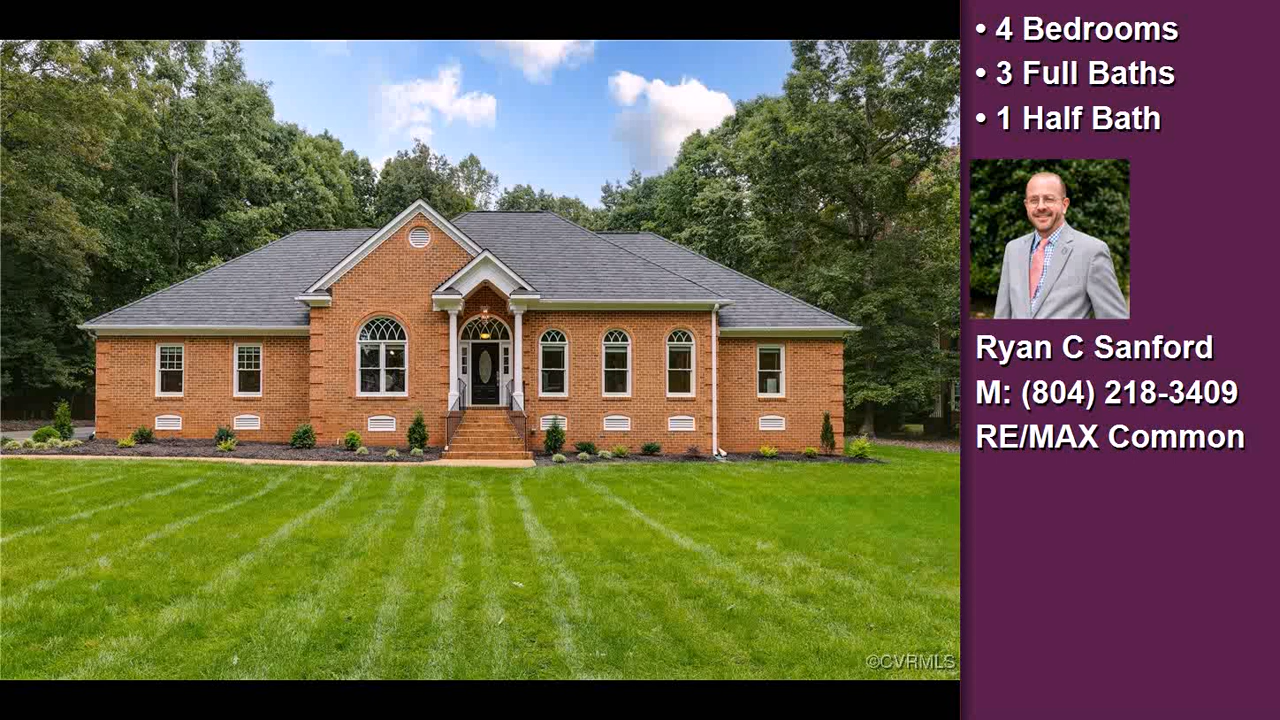 • 4 Bedrooms
• 3 Full Baths
• 1 Half Bath
Ryan C Sanford
M: (804) 218-3409
RE/MAX Common
©CVRMLS